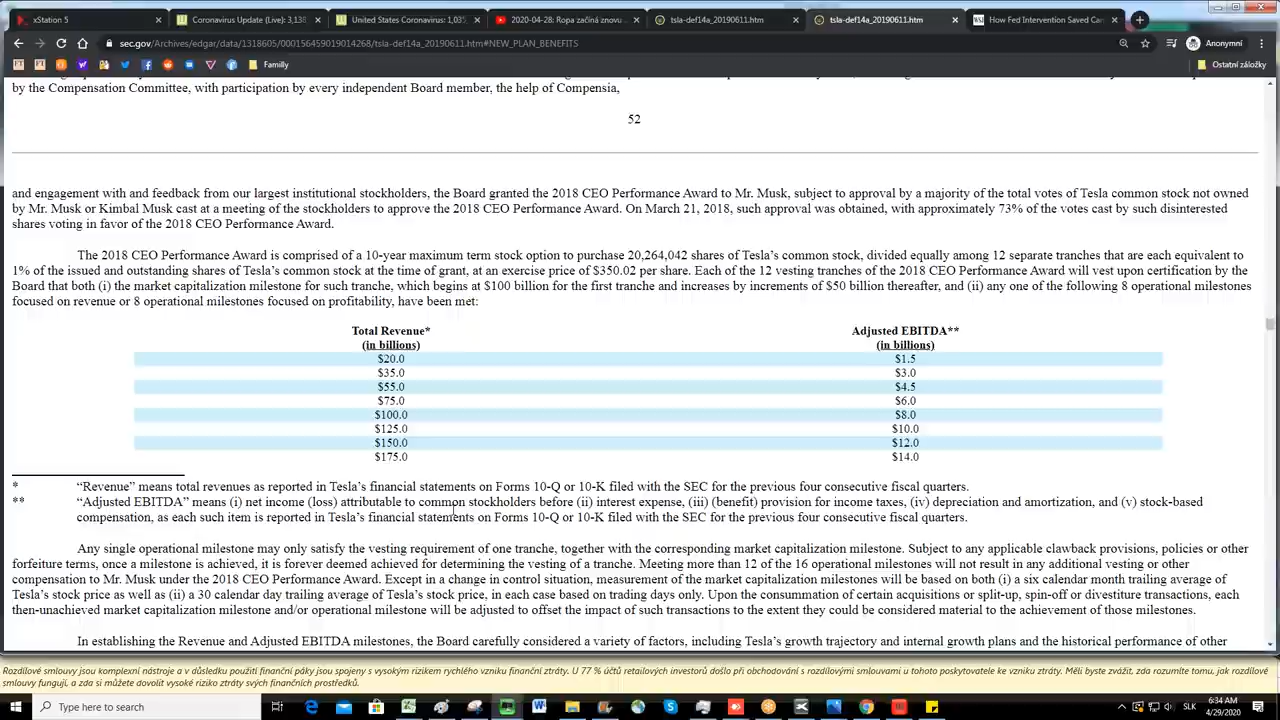 xStation 5
Coronavirus Update (Live): 3,138
United States Coronavirus: 1,035
2020-04-28: Ropa začíná znovu
tsla-def14a_20190611.htm
tsla-def14a_20190611.htm
How Fed Intervention Saved Car
sec.gov/Archives/edgar/data/1318605/000156459019014268/tsla-def14a_20190611.htm#NEW_PLAN_BENEFITS
Anonymní
Familly
Ostatní záložky
by the Compensation Committee, with participation by every independent Board member, the help of Compensia,
52
and engagement with and feedback from our largest institutional stockholders, the Board granted the 2018 CEO Performance Award to Mr. Musk, subject to approval by a majority of the total votes of Tesla common stock not owned
by Mr. Musk or Kimbal Musk cast at a meeting of the stockholders to approve the 2018 CEO Performance Award. On March 21, 2018, such approval was obtained, with approximately 73% of the votes cast by such disinterested
shares voting in favor of the 2018 CEO Performance Award.
The 2018 CEO Performance Award is comprised of a 10-year maximum term stock option to purchase 20,264,042 shares of Tesla's common stock, divided equally among 12 separate tranches that are each equivalent to
1% of the issued and outstanding shares of Tesla's common stock at the time of grant, at an exercise price of $350.02 per share. Each of the 12 vesting tranches of the 2018 CEO Performance Award will vest upon certification by the
Board that both (i) the market capitalization milestone for such tranche, which begins at $100 billion for the first tranche and increases by increments of $50 billion thereafter, and (ii) any one of the following 8 operational milestones
focused on revenue or 8 operational milestones focused on profitability, have been met:
Total Revenue* Adjusted EBITDA**
(in billions) (in billions)
$20.0 $1.5
$35.0 $3.0
$55.0 $4.5
$75.0 $6.0
$100.0 $8.0
$125.0 $10.0
$150.0 $12.0
$175.0 $14.0
* "Revenue" means total revenues as reported in Tesla's financial statements on Forms 10-Q or 10-K filed with the SEC for the previous four consecutive fiscal quarters.
** "Adjusted EBITDA" means (i) net income (loss) attributable to common stockholders before (ii) interest expense, (iii) (benefit) provision for income taxes, (iv) depreciation and amortization, and (v) stock-based
compensation, as each such item is reported in Tesla's financial statements on Forms 10-Q or 10-K filed with the SEC for the previous four consecutive fiscal quarters.
Any single operational milestone may only satisfy the vesting requirement of one tranche, together with the corresponding market capitalization milestone. Subject to any applicable clawback provisions, policies or other
forfeiture terms, once a milestone is achieved, it is forever deemed achieved for determining the vesting of a tranche. Meeting more than 12 of the 16 operational milestones will not result in any additional vesting or other
compensation to Mr. Musk under the 2018 CEO Performance Award. Except in a change in control situation, measurement of the market capitalization milestones will be based on both (i) a six calendar month trailing average of
Tesla's stock price as well as (ii) a 30 calendar day trailing average of Tesla's stock price, in each case based on trading days only. Upon the consummation of certain acquisitions or split-up, spin-off or divestiture transactions, each
then-unachieved market capitalization milestone and/or operational milestone will be adjusted to offset the impact of such transactions to the extent they could be considered material to the achievement of those milestones.
In establishing the Revenue and Adjusted EBITDA milestones, the Board carefully considered a variety of factors, including Tesla's growth trajectory and internal growth plans and the historical performance of other
Rozdílové smlouvy jsou komplexní nástroje a v důsledku použití finanční páky jsou spojeny s vysokým rizikem rychlého vzniku finanční ztráty. U 77 % účtů retailových investorů došlo při obchodování s rozdílovými smlouvami u tohoto poskytovatele ke vzniku ztráty. Měli byste zvážit, zda rozumíte tomu, jak rozdílové
smlouvy fungují, a zda si můžete dovolit vysoké riziko ztráty svých finančních prostředků.
Type here to search
SLK
6:34 AM
4/29/2020